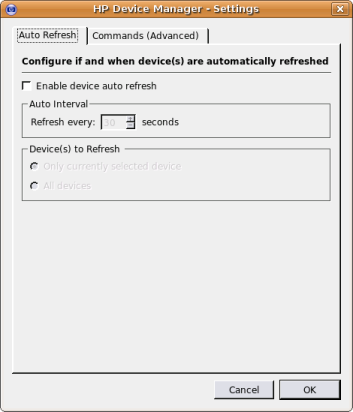 HP Device Manager - Settings
Auto Refresh
Commands (Advanced)
Configure if and when device(s) are automatically refreshed
Enable device auto refresh
Auto Interval
Refresh every: 30 seconds
Device(s) to Refresh
Only currently selected device
All devices
Cancel
OK